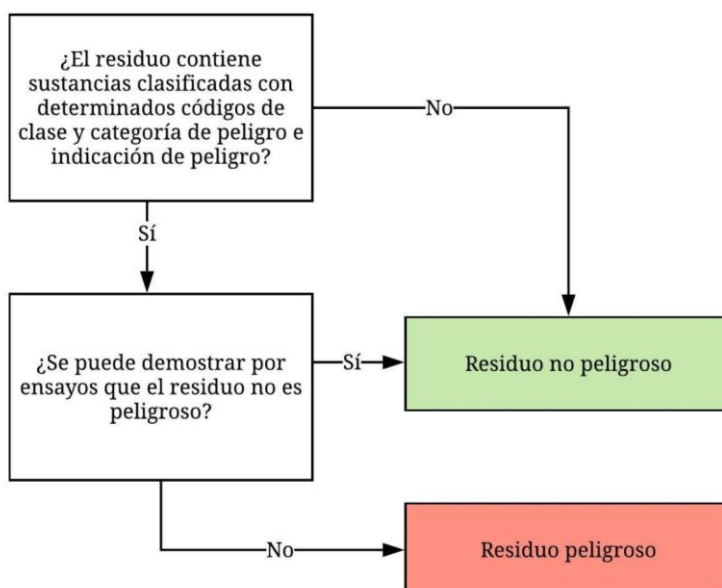 ¿El residuo contiene
sustancias clasificadas con
determinados códigos de
clase y categoría de peligro e
indicación de peligro?
No
Sí
¿Se puede demostrar por
ensayos que el residuo no es
peligroso?
Sí
Residuo no peligroso
No
Residuo peligroso